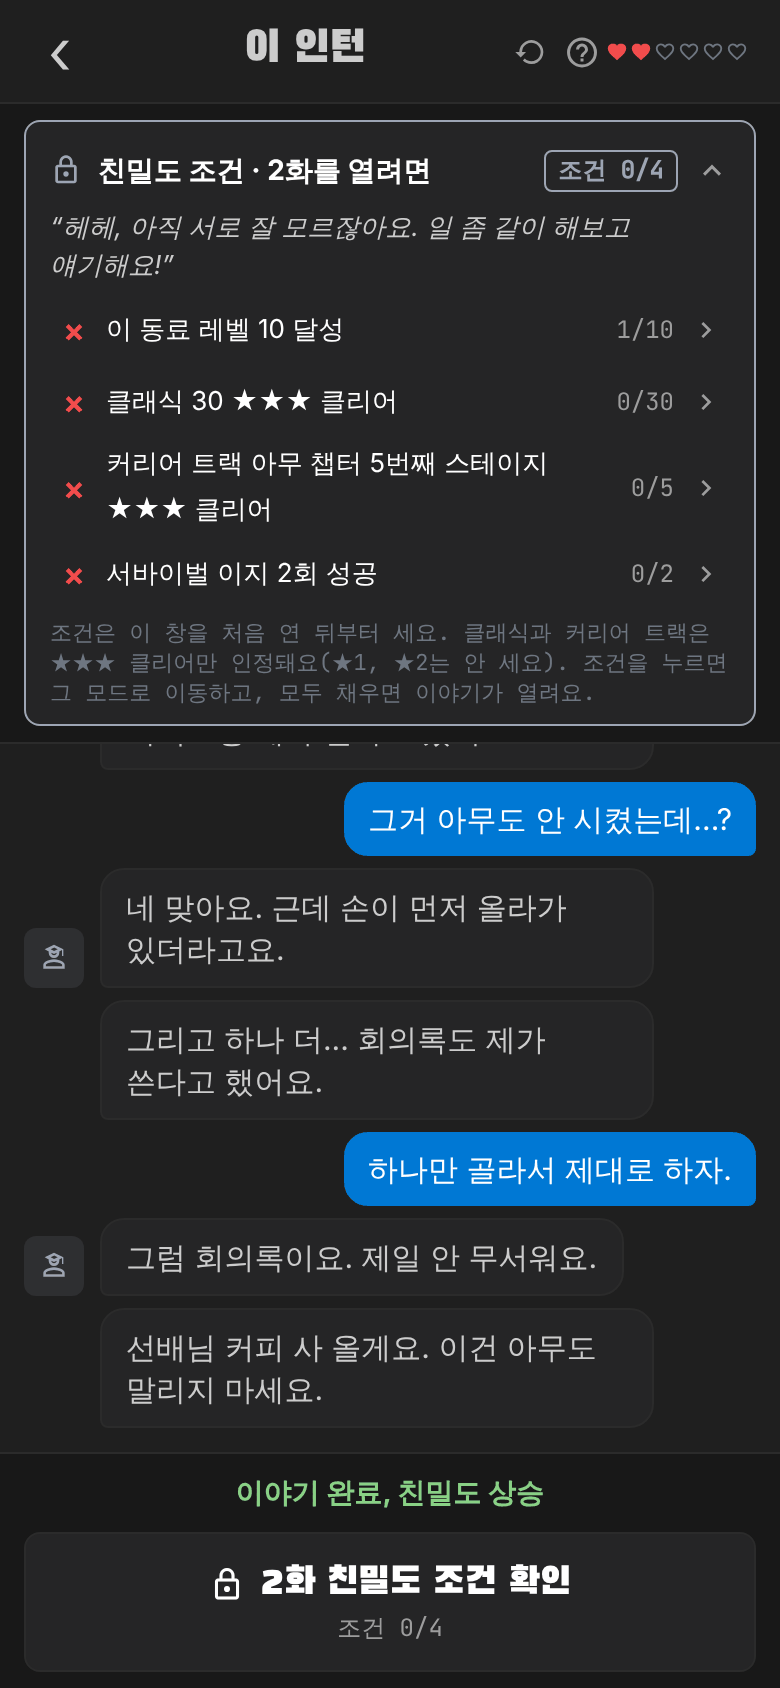 이 인턴
친밀도 조건 · 2화를 열려면
조건 0/4
“헤헤, 아직 서로 잘 모르잖아요. 일 좀 같이 해보고
얘기해요!”
이 동료 레벨 10 달성
1/10
클래식 30 ★★★ 클리어
0/30
커리어 트랙 아무 챕터 5번째 스테이지
★★★ 클리어
0/5
서바이벌 이지 2회 성공
0/2
조건은 이 창을 처음 연 뒤부터 세요. 클래식과 커리어 트랙은
★★★ 클리어만 인정돼요(★1, ★2는 안 세요). 조건을 누르면
그 모드로 이동하고, 모두 채우면 이야기가 열려요.
그거 아무도 안 시켰는데...?
네 맞아요. 근데 손이 먼저 올라가
있더라고요.
그리고 하나 더... 회의록도 제가
쓴다고 했어요.
하나만 골라서 제대로 하자.
그럼 회의록이요. 제일 안 무서워요.
선배님 커피 사 올게요. 이건 아무도
말리지 마세요.
이야기 완료, 친밀도 상승
2화 친밀도 조건 확인
조건 0/4